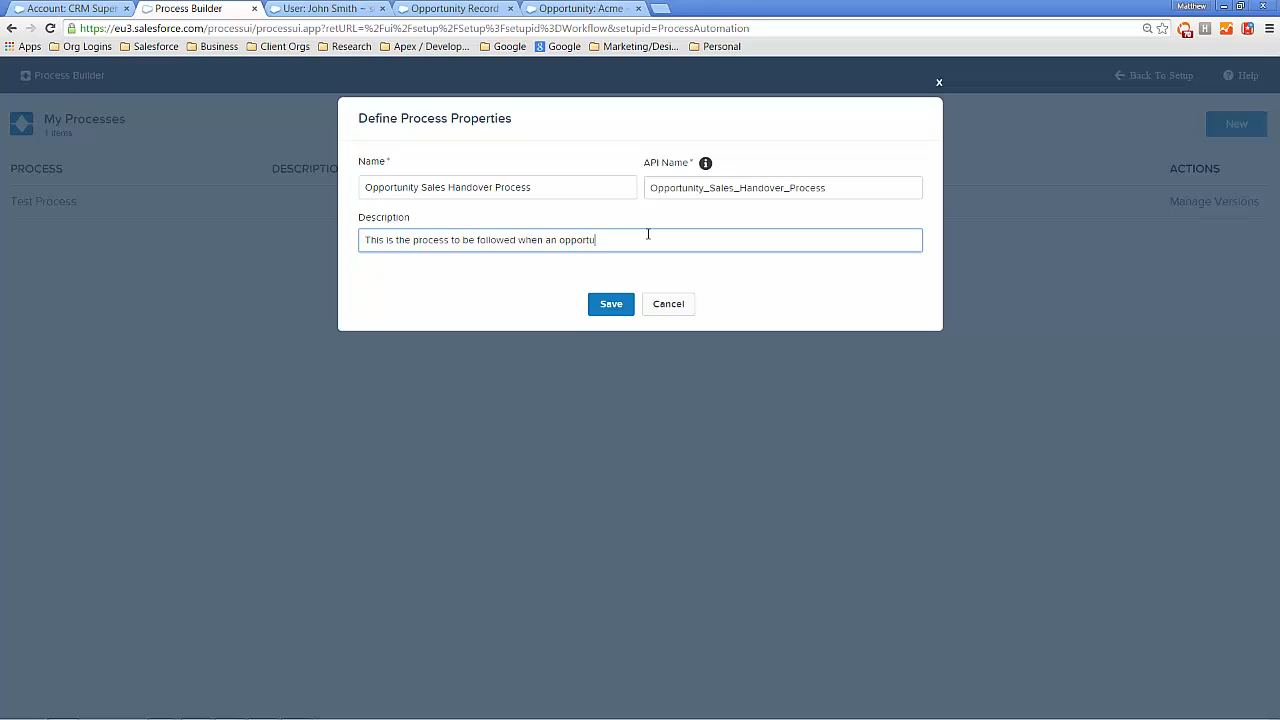 Account: CRM Super
Process Builder
User: John Smith ~ s
Opportunity Record
Opportunity: Acme -
Matthew
https://eu3.salesforce.com/processui/processui.app?retURL=%2Fui%2Fsetup%2FSetup%3Fsetupid%3DWorkflow&setupid=ProcessAutomation
Apps
Org Logins
Salesforce
Business
Client Orgs
Research
Apex / Develop...
Google
Google
Marketing/Desi...
Personal
Process Builder
Back To Setup
Help
x
My Processes
1 items
New
PROCESS
DESCRIPTIO
ACTIONS
Test Process
Manage Versions
Define Process Properties
Name*
API Name*
Opportunity Sales Handover Process
Opportunity_Sales_Handover_Process
Description
This is the process to be followed when an opportu
Save
Cancel